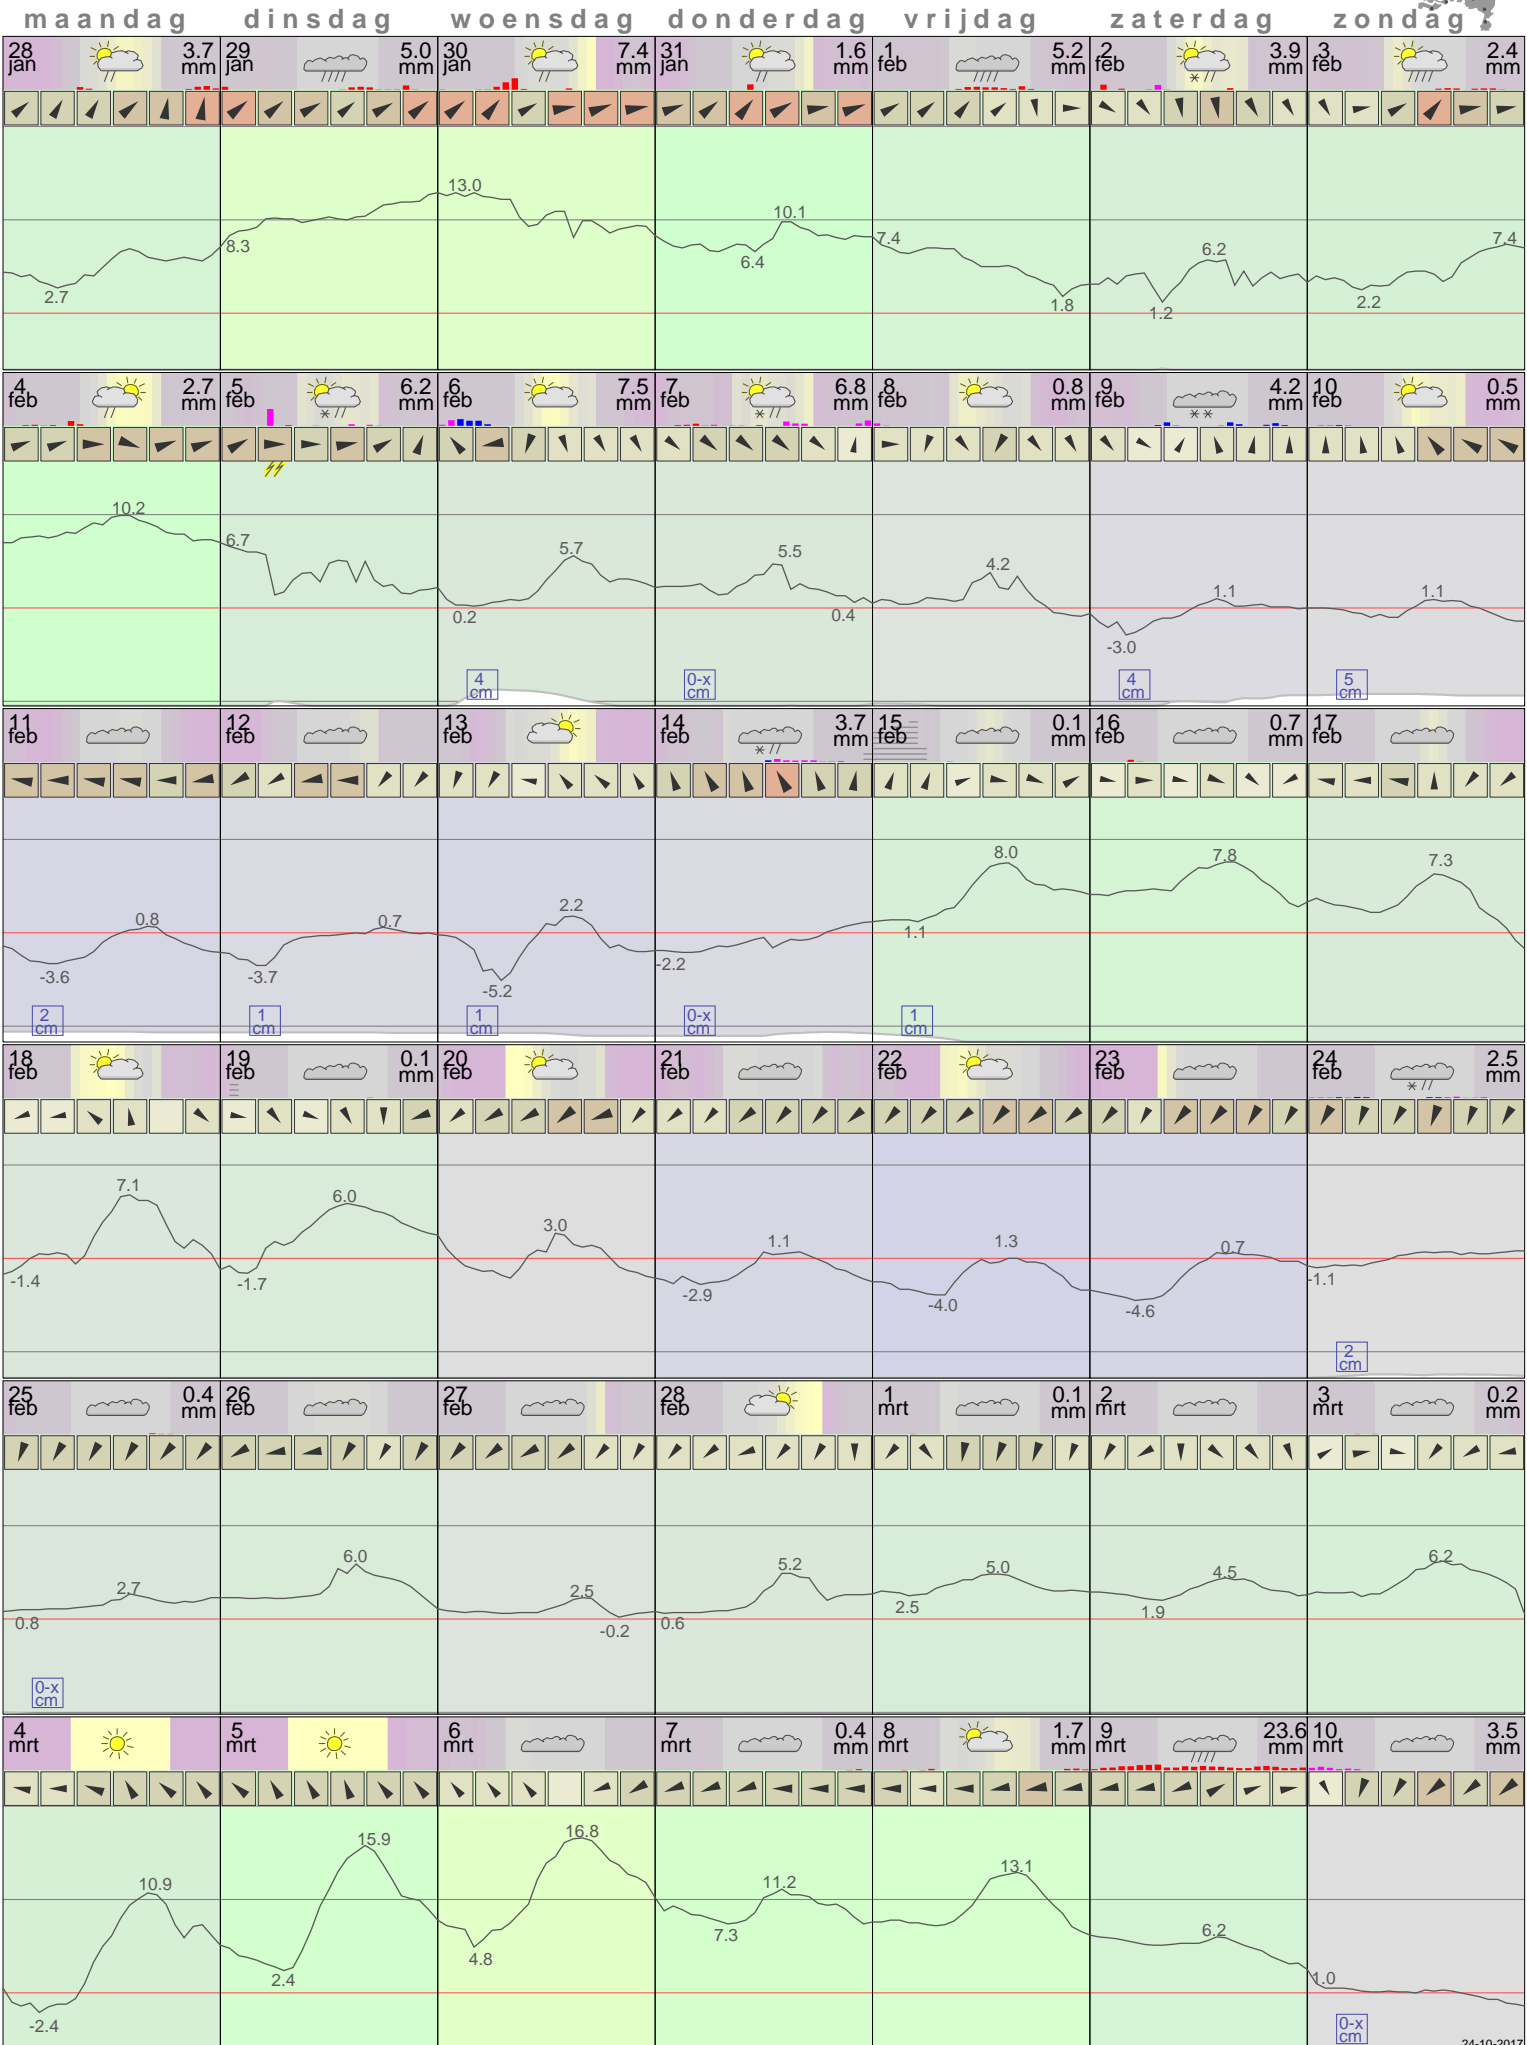 maandag dinsdag woensdag donderdag vrijdag zaterdag zondag
28 jan 3.7 mm 29 jan 5.0 mm 30 jan 7.4 mm 31 jan 1.6 mm 1 feb 5.2 mm 2 feb 3.9 mm 3 feb 2.4 mm
2.7 8.3 13.0 6.4 10.1 7.4 1.8 1.2 6.2 2.2 7.4
4 feb 2.7 mm 5 feb 6.2 mm 6 feb 7.5 mm 7 feb 6.8 mm 8 feb 0.8 mm 9 feb 4.2 mm 10 feb 0.5 mm
10.2 6.7 0.2 5.7 5.5 0.4 4.2 -3.0 1.1 1.1
4 cm 0-x cm 4 cm 5 cm
11 feb 12 feb 13 feb 14 feb 3.7 mm 15 feb 0.1 mm 16 feb 0.7 mm 17 feb
-3.6 0.8 -3.7 0.7 -5.2 2.2 -2.2 1.1 8.0 7.8 7.3
2 cm 1 cm 1 cm 0-x cm 1 cm
18 feb 19 feb 0.1 mm 20 feb 21 feb 22 feb 23 feb 24 feb 2.5 mm
-1.4 7.1 -1.7 6.0 3.0 -2.9 1.1 -4.0 1.3 -4.6 0.7 -1.1
2 cm
25 feb 0.4 mm 26 feb 27 feb 28 feb 1 mrt 0.1 mm 2 mrt 3 mrt 0.2 mm
0.8 2.7 6.0 2.5 -0.2 0.6 5.2 2.5 5.0 1.9 4.5 6.2
0-x cm
4 mrt 5 mrt 6 mrt 7 mrt 0.4 mm 8 mrt 1.7 mm 9 mrt 23.6 mm 10 mrt 3.5 mm
-2.4 10.9 2.4 15.9 4.8 16.8 7.3 11.2 13.1 6.2 1.0
0-x cm
24-10-2017